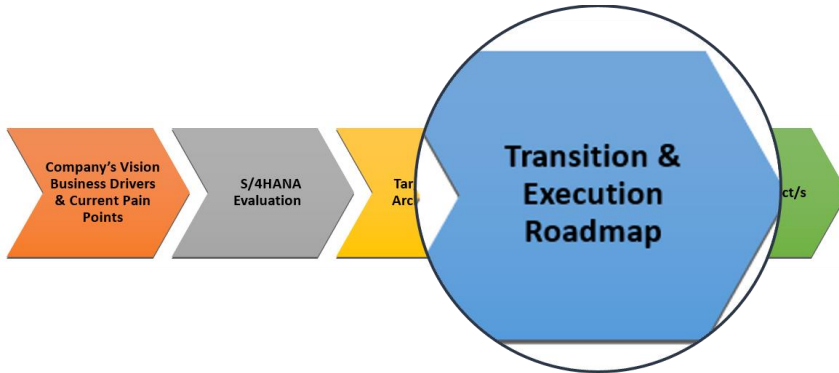 Company's Vision
Business Drivers
& Current Pain
Points
S/4HANA
Evaluation
Transition &
Execution
Roadmap